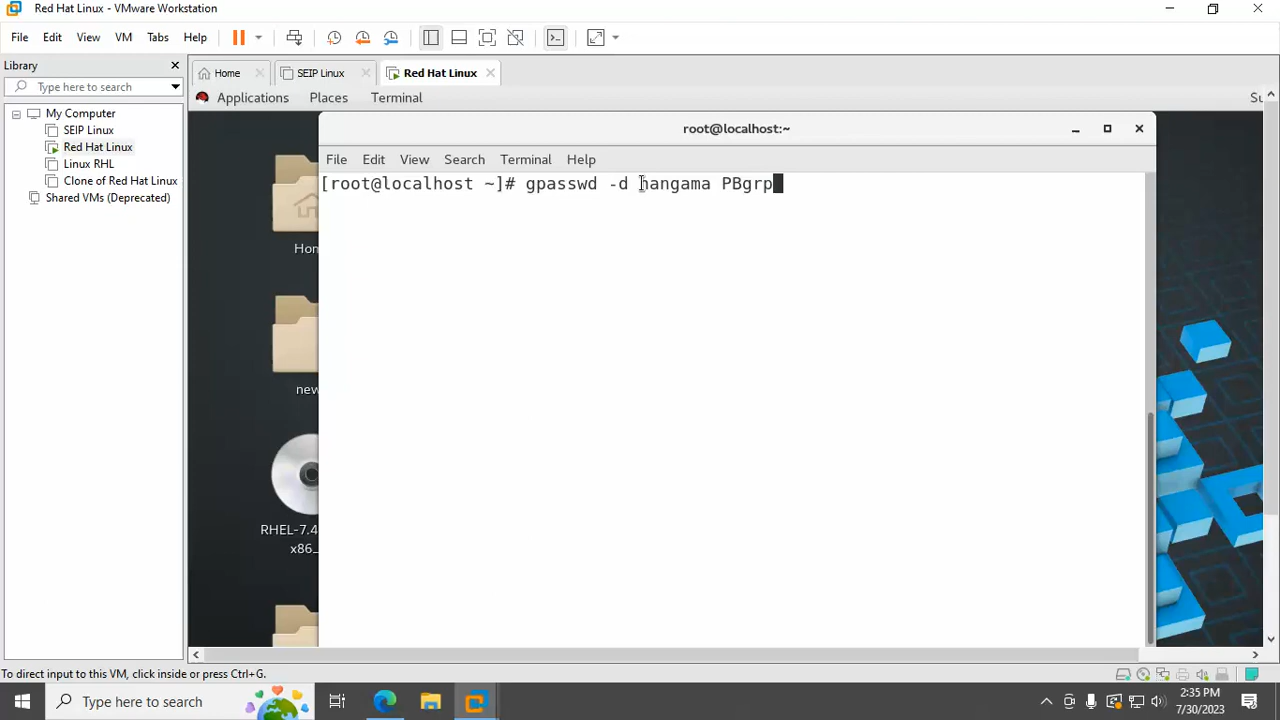 Red Hat Linux - VMware Workstation
File Edit View VM Tabs Help
Library
Type here to search
My Computer
SEIP Linux
Red Hat Linux
Linux RHL
Clone of Red Hat Linux
Shared VMs (Deprecated)
Home SEIP Linux Red Hat Linux
Applications Places Terminal Su
root@localhost:~
File Edit View Search Terminal Help
[root@localhost ~]# gpasswd -d hangama PBgrp
Hom
new
RHEL-7.4
x86_
To direct input to this VM, click inside or press Ctrl+G.
Type here to search
2:35 PM
7/30/2023